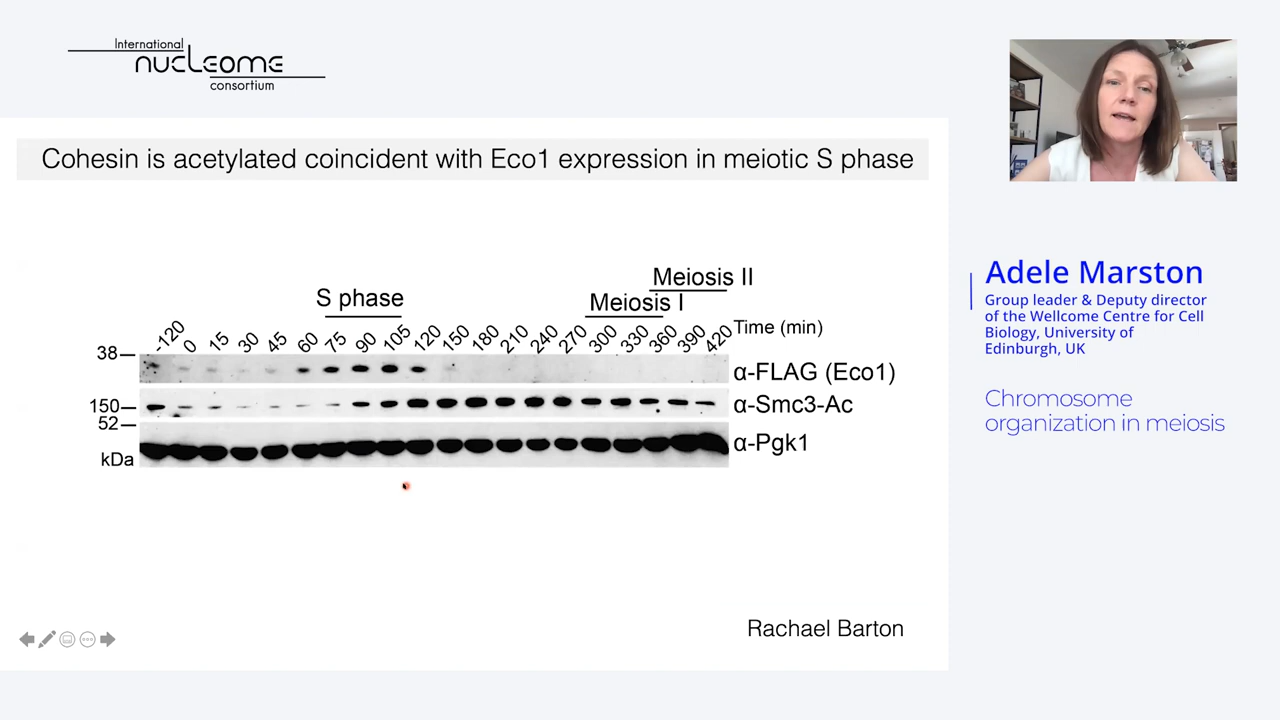 International
nucleome
consortium
Cohesin is acetylated coincident with Eco1 expression in meiotic S phase
Meiosis II
S phase
Meiosis I
-120 0 15 30 45 60 75 90 105 120 150 180 210 240 270 300 330 360 390 420 Time (min)
38
α-FLAG (Eco1)
150
α-Smc3-Ac
52
α-Pgk1
kDa
Rachael Barton
Adele Marston
Group leader & Deputy director
of the Wellcome Centre for Cell
Biology, University of
Edinburgh, UK
Chromosome
organization in meiosis